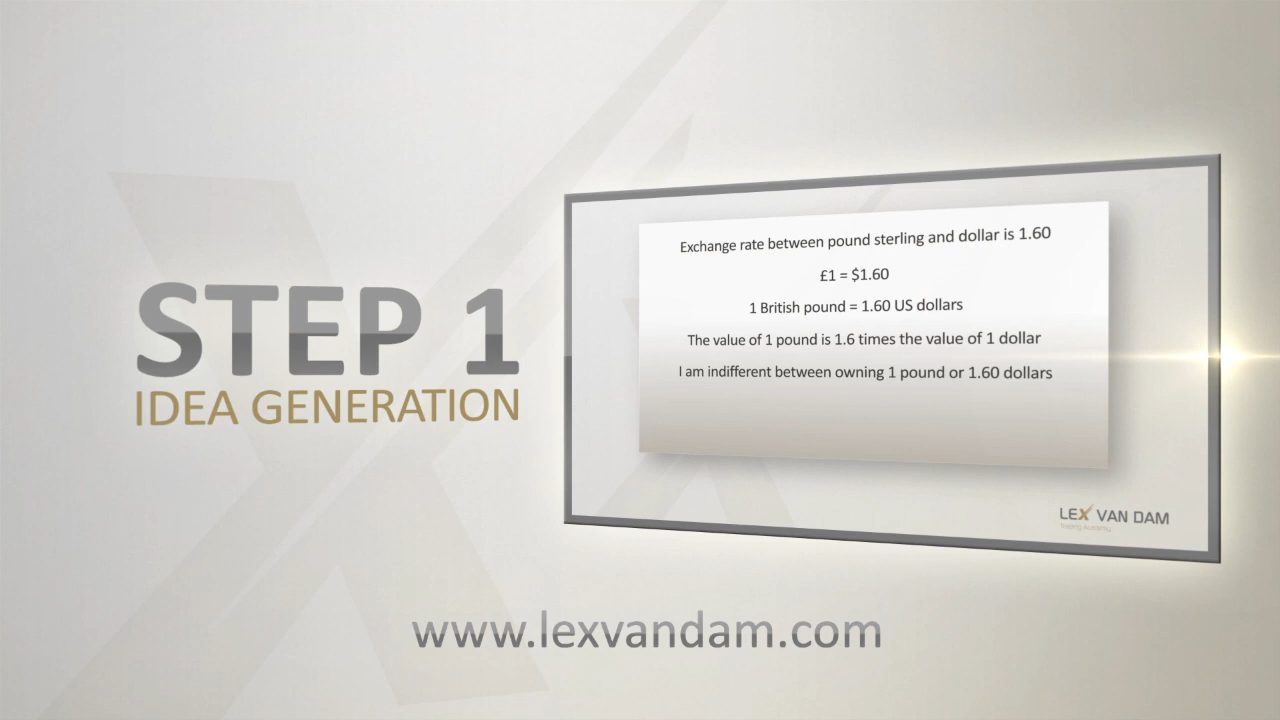 STEP 1
IDEA GENERATION
Exchange rate between pound sterling and dollar is 1.60
£1 = $1.60
1 British pound = 1.60 US dollars
The value of 1 pound is 1.6 times the value of 1 dollar
I am indifferent between owning 1 pound or 1.60 dollars
LEX VAN DAM
Trading Academy
www.lexvandam.com